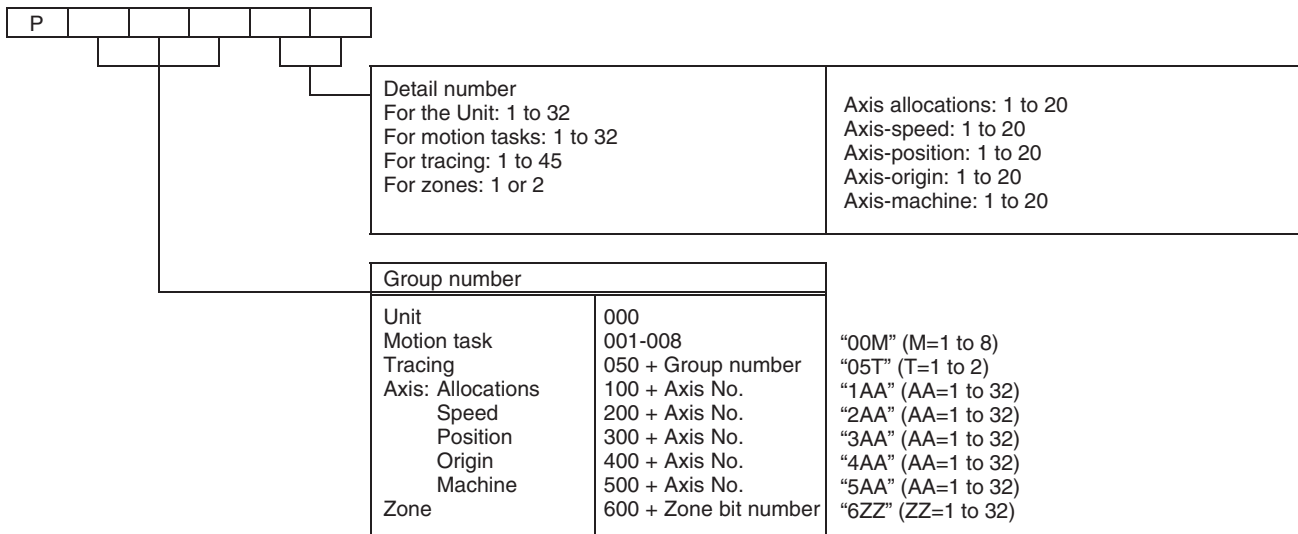 P
Detail number
For the Unit: 1 to 32
For motion tasks: 1 to 32
For tracing: 1 to 45
For zones: 1 or 2
Axis allocations: 1 to 20
Axis-speed: 1 to 20
Axis-position: 1 to 20
Axis-origin: 1 to 20
Axis-machine: 1 to 20
Group number
Unit 000
Motion task 001-008 “00M” (M=1 to 8)
Tracing 050 + Group number “05T” (T=1 to 2)
Axis: Allocations 100 + Axis No. “1AA” (AA=1 to 32)
Speed 200 + Axis No. “2AA” (AA=1 to 32)
Position 300 + Axis No. “3AA” (AA=1 to 32)
Origin 400 + Axis No. “4AA” (AA=1 to 32)
Machine 500 + Axis No. “5AA” (AA=1 to 32)
Zone 600 + Zone bit number “6ZZ” (ZZ=1 to 32)